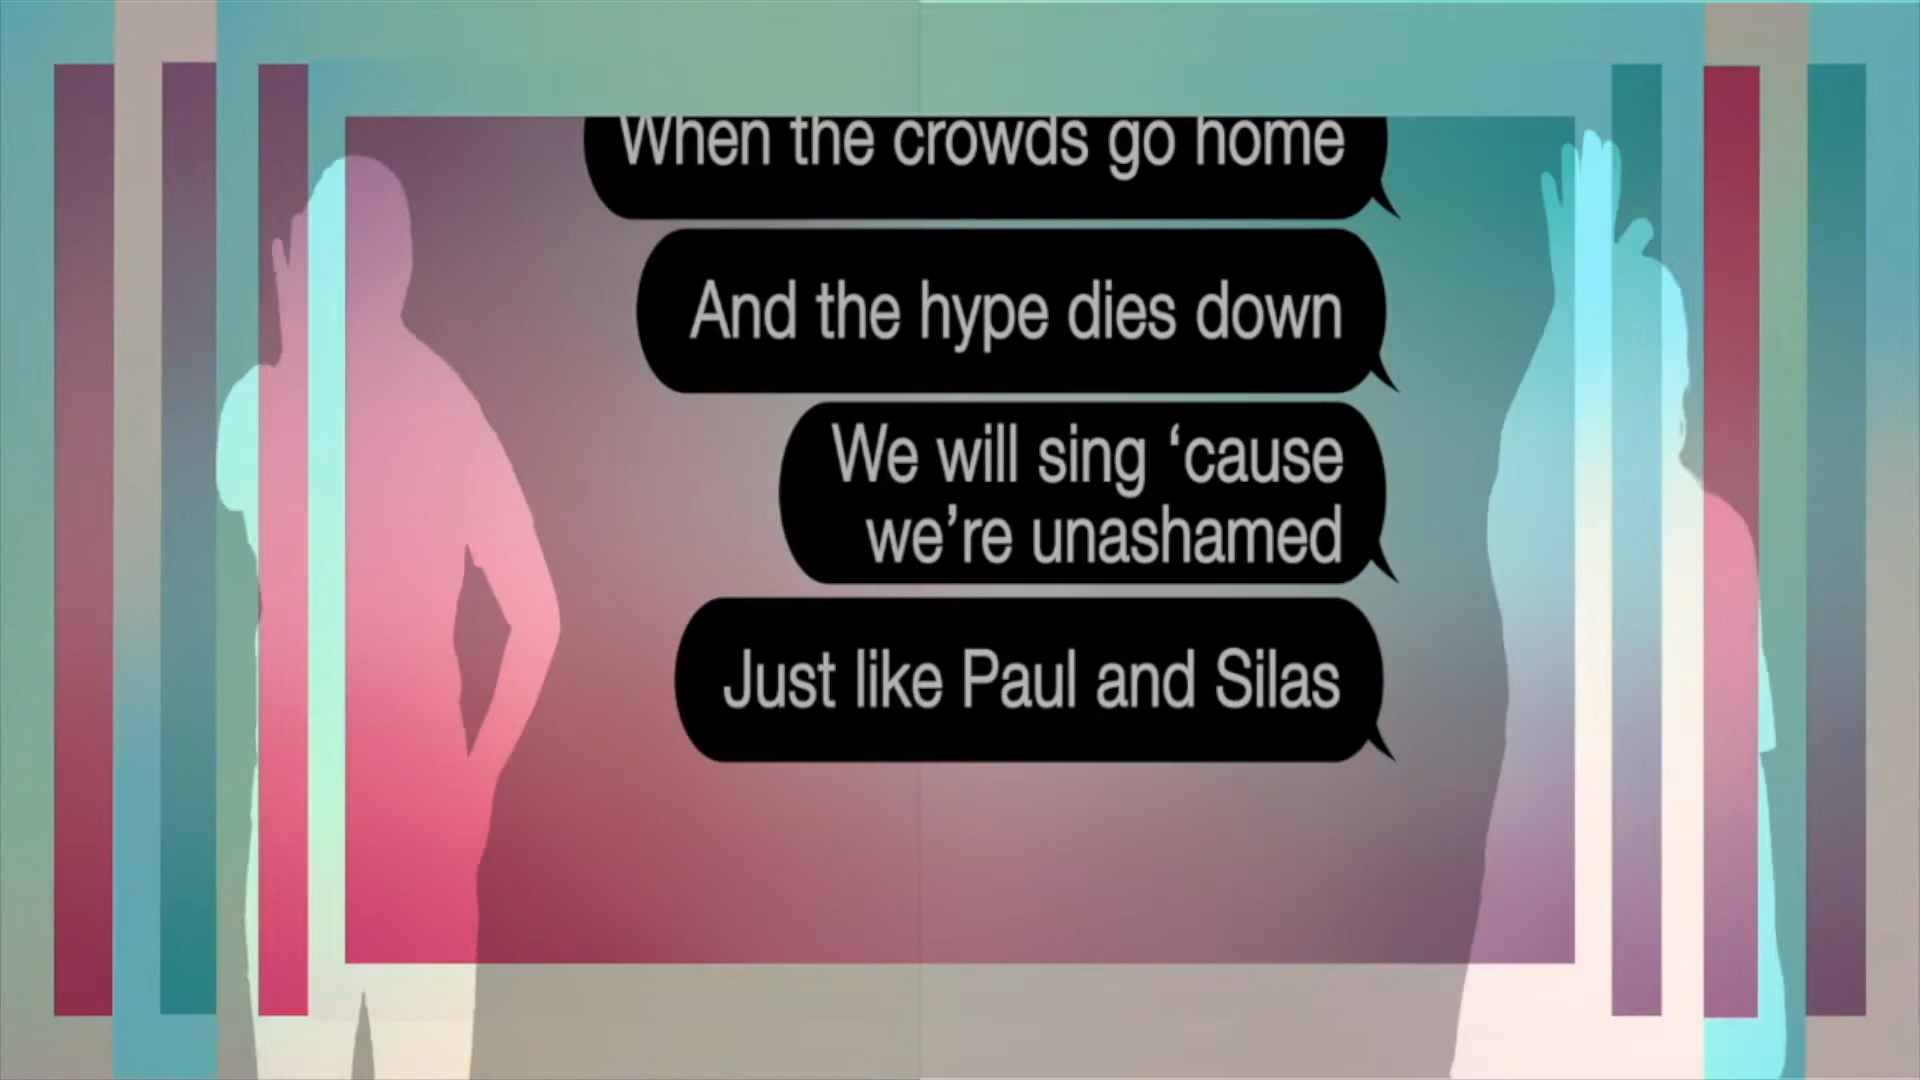 When the crowds go home
And the hype dies down
We will sing ‘cause
we’re unashamed
Just like Paul and Silas